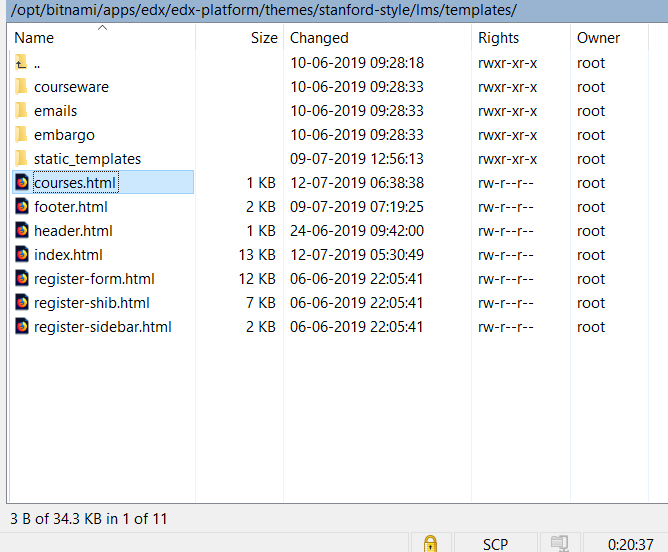 /opt/bitnami/apps/edx/edx-platform/themes/stanford-style/lms/templates/
Name Size Changed Rights Owner
.. 10-06-2019 09:28:18 rwxr-xr-x root
courseware 10-06-2019 09:28:33 rwxr-xr-x root
emails 10-06-2019 09:28:33 rwxr-xr-x root
embargo 10-06-2019 09:28:33 rwxr-xr-x root
static_templates 09-07-2019 12:56:13 rwxr-xr-x root
courses.html 1 KB 12-07-2019 06:38:38 rw-r--r-- root
footer.html 2 KB 09-07-2019 07:19:25 rw-r--r-- root
header.html 1 KB 24-06-2019 09:42:00 rw-r--r-- root
index.html 13 KB 12-07-2019 05:30:49 rw-r--r-- root
register-form.html 12 KB 06-06-2019 22:05:41 rw-r--r-- root
register-shib.html 7 KB 06-06-2019 22:05:41 rw-r--r-- root
register-sidebar.html 2 KB 06-06-2019 22:05:41 rw-r--r-- root
3 B of 34.3 KB in 1 of 11
SCP 0:20:37